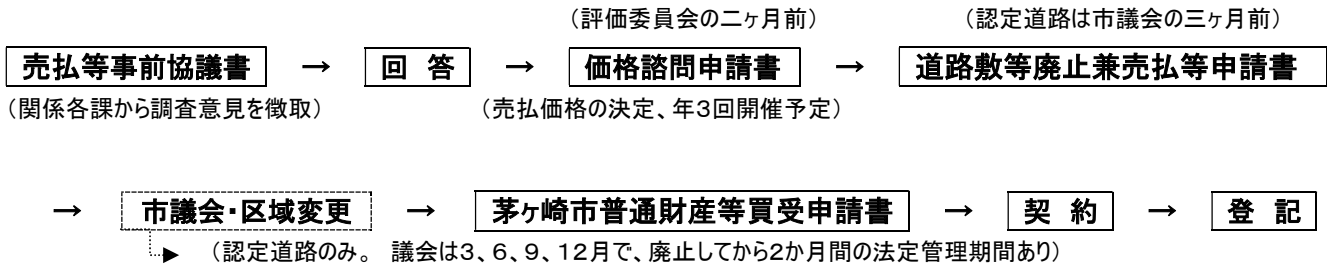 （評価委員会の二ヶ月前） （認定道路は市議会の三ヶ月前）
売払等事前協議書 → 回 答 → 価格諮問申請書 → 道路敷等廃止兼売払等申請書
（関係各課から調査意見を徴取） （売払価格の決定、年３回開催予定）
→ 市議会・区域変更 → 茅ヶ崎市普通財産等買受申請書 → 契 約 → 登 記
（認定道路のみ。 議会は３、６、９、１２月で、廃止してから２か月間の法定管理期間あり）